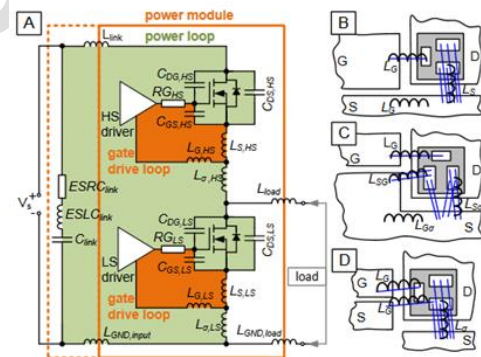 A
power module
power loop
L_link
C_DG,HS
RG_HS
C_DS,HS
C_GS,HS
HS
driver
L_G,HS
L_S,HS
gate
drive loop
L_σ,HS
V_s
+
-
ESRC_link
ESLC_link
C_link
L_load
C_DG,LS
RG_LS
C_DS,LS
C_GS,LS
LS
driver
load
gate
drive loop
L_G,LS
L_S,LS
L_σ,LS
L_GND,input
L_GND,load
B
G
L_G
D
L_S
S
L_G
C
G
L_G
D
L_SG
L_Gσ
S
D
L_G
G
L_G
D
S